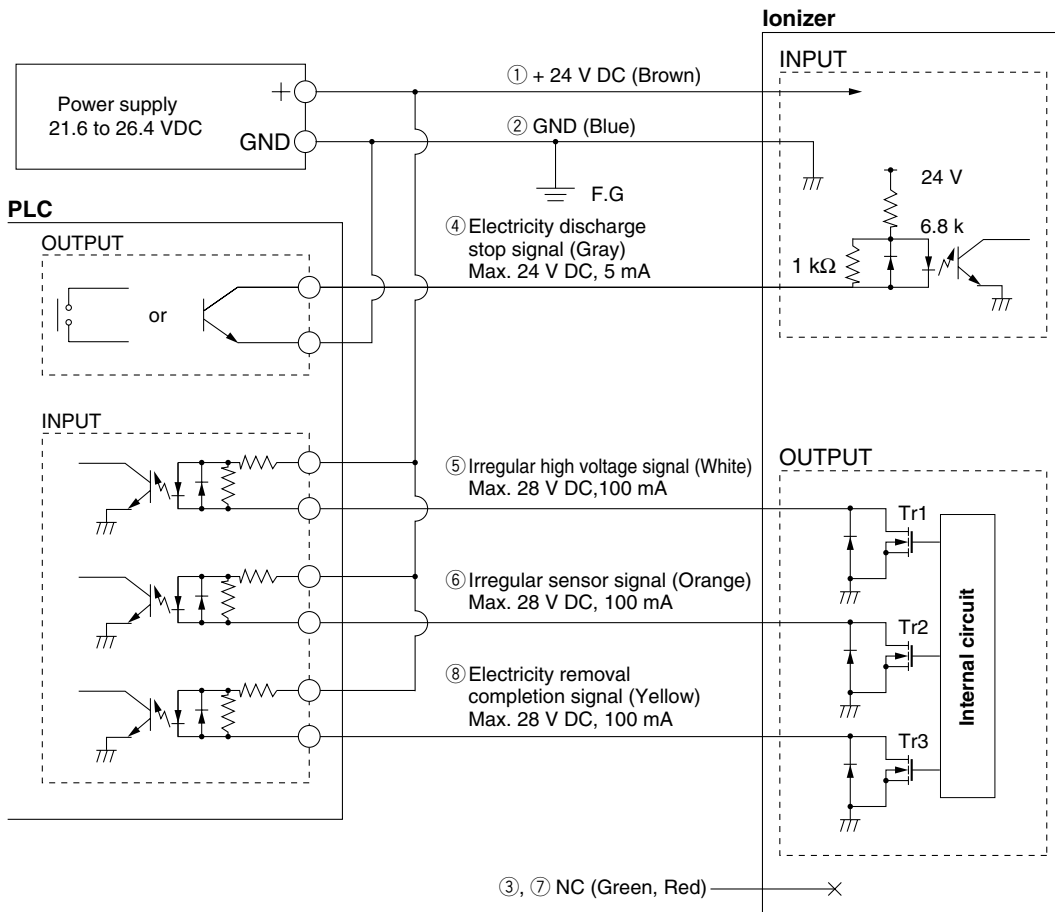 Ionizer
INPUT
① + 24 V DC (Brown)
Power supply
21.6 to 26.4 VDC
+
GND
② GND (Blue)
F.G
24 V
6.8 k
1 kΩ
PLC
OUTPUT
or
④ Electricity discharge
stop signal (Gray)
Max. 24 V DC, 5 mA
INPUT
⑤ Irregular high voltage signal (White)
Max. 28 V DC,100 mA
⑥ Irregular sensor signal (Orange)
Max. 28 V DC, 100 mA
⑧ Electricity removal
completion signal (Yellow)
Max. 28 V DC, 100 mA
OUTPUT
Tr1
Tr2
Tr3
Internal circuit
③, ⑦ NC (Green, Red)